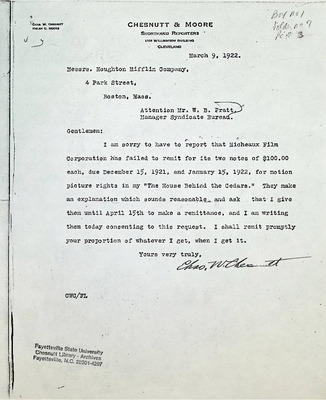 CHAS. W. CHESNUTT
HELEN C. MOORE
CHESNUTT & MOORE
SHORTHAND REPORTERS
1106 WILLIAMSON BUILDING
CLEVELAND
March 9, 1922.
Messrs. Houghton Mifflin Company,
4 Park Street,
Boston, Mass.
Attention Mr. W. B. Pratt,
Manager Syndicate Bureau.
Gentlemen:
I am sorry to have to report that Micheaux Film
Corporation has failed to remit for its two notes of $100.00
each, due December 15, 1921, and January 15, 1922, for motion
picture rights in my "The House Behind the Cedars." They make
an explanation which sounds reasonable, and ask that I give
them until April 15th to make a remittance, and I am writing
them today consenting to this request. I shall remit promptly
your proportion of whatever I get, when I get it.
Yours very truly,
Chas. W. Chesnutt
CWC/FL
Fayetteville State University
Chesnutt Library - Archives
Fayetteville, N.C. 28301-4297